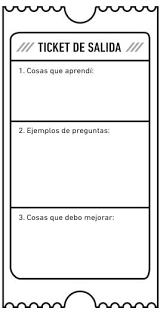 TICKET DE SALIDA
1. Cosas que aprendí:
2. Ejemplos de preguntas:
3. Cosas que debo mejorar: